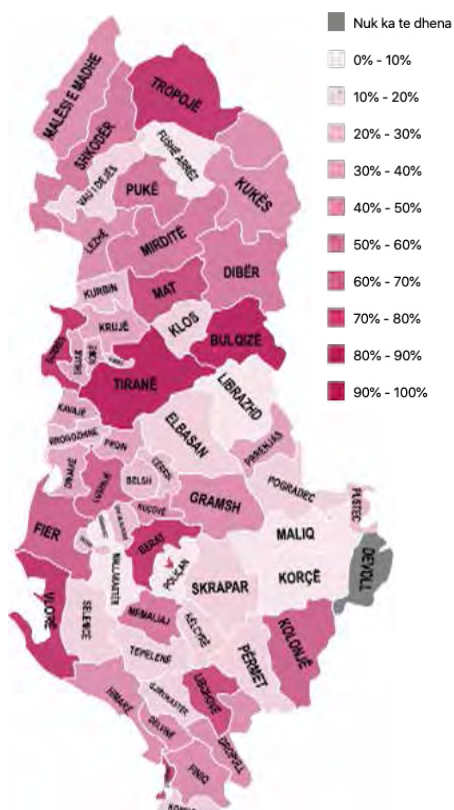 Nuk ka te dhena
0% - 10%
10% - 20%
20% - 30%
30% - 40%
40% - 50%
50% - 60%
60% - 70%
70% - 80%
80% - 90%
90% - 100%
TROPOJË
MALËSI E MADHE
SHKODËR
FUSHË ARRËZ
VAU I DEJËS
PUKË
KUKËS
LEZHË
MIRDITË
DIBËR
KURBIN
MAT
KRUJË
KLOS
BULQIZË
TIRANË
LIBRAZHD
KAVAJË
ELBASAN
RROGOZHINË
PEQIN
PRRENJAS
CËRRIK
BELSH
POGRADEC
GRAMSH
PUSTEC
KUÇOVË
FIER
MALIQ
BERAT
DEVOLL
POLIÇAN
KORÇË
SKRAPAR
VLORË
SELENICË
MALLAKASTËR
MEMALIAJ
KËLCYRË
KOLONJË
TEPELENË
PËRMET
LIBOHOVË
GJIROKASTËR
HIMARË
DELVINË
DROPULL
FINIQ